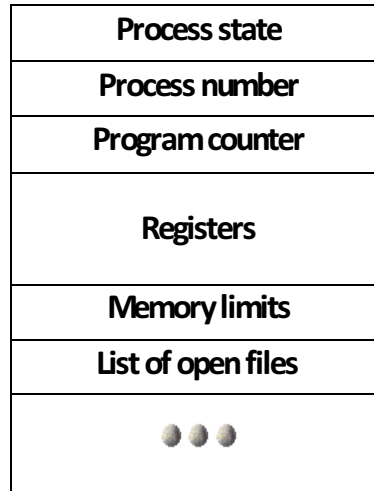 Process state
Process number
Program counter
Registers
Memory limits
List of open files